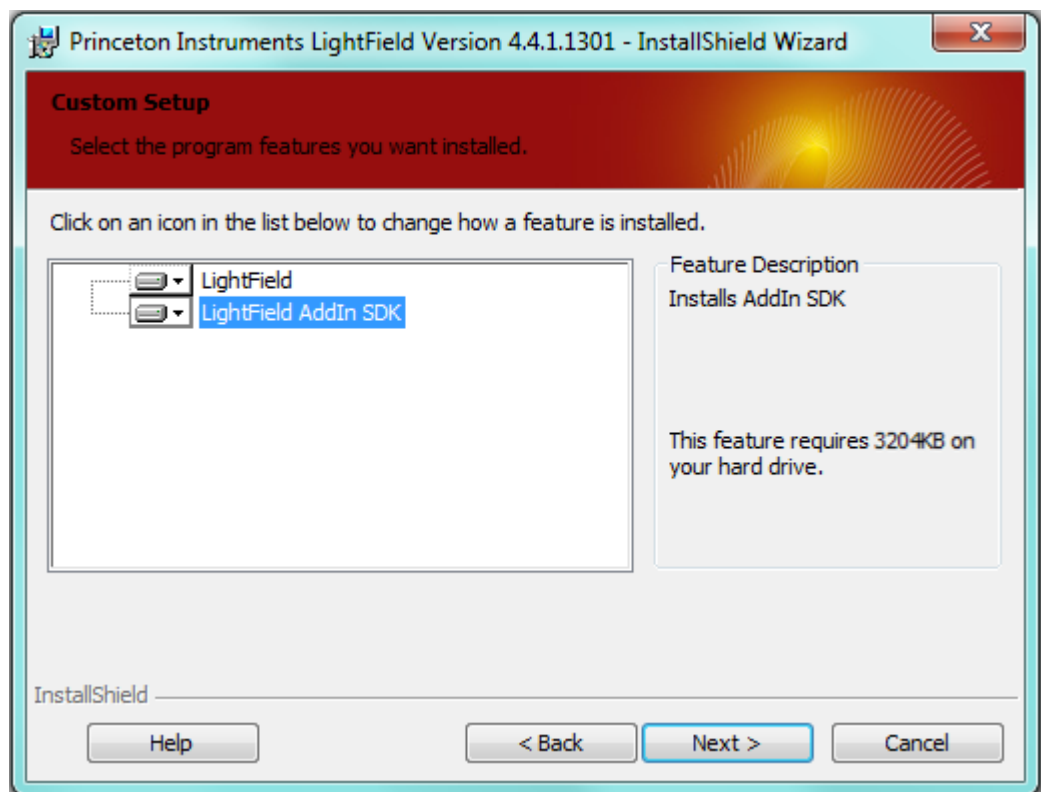 Princeton Instruments LightField Version 4.4.1.1301 - InstallShield Wizard
Custom Setup
Select the program features you want installed.
Click on an icon in the list below to change how a feature is installed.
LightField
LightField AddIn SDK
Feature Description
Installs AddIn SDK
This feature requires 3204KB on
your hard drive.
InstallShield
Help
< Back
Next >
Cancel